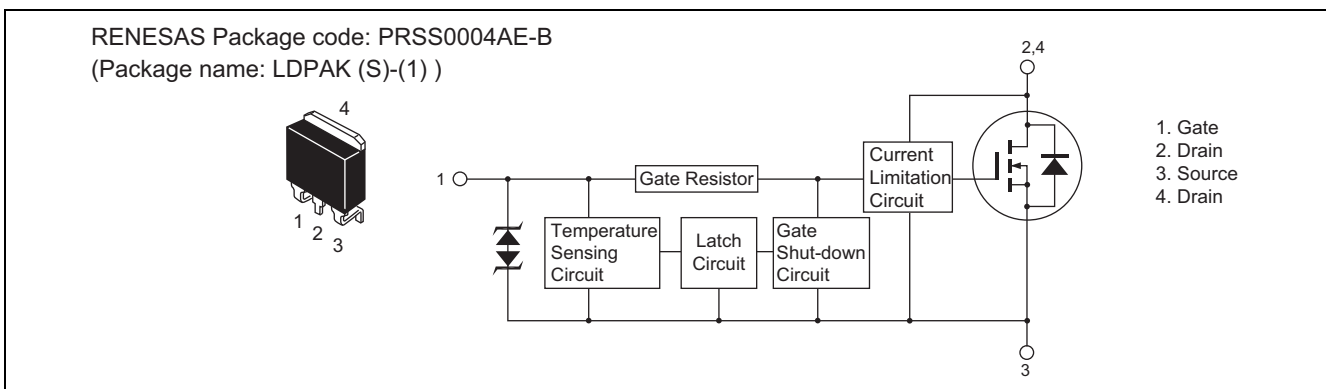 RENESAS Package code: PRSS0004AE-B
(Package name: LDPAK (S)-(1) )
4
1
2
3
1
Gate Resistor
Temperature
Sensing
Circuit
Latch
Circuit
Gate
Shut-down
Circuit
Current
Limitation
Circuit
2,4
3
1. Gate
2. Drain
3. Source
4. Drain